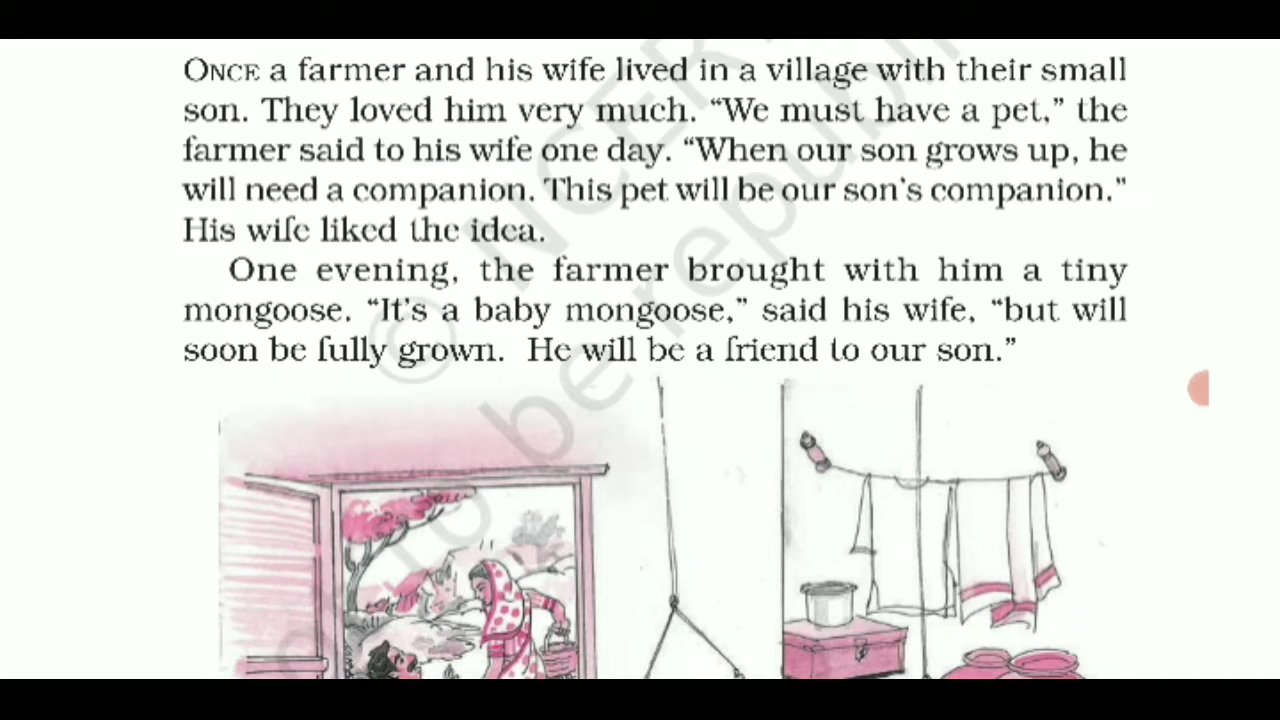 ONCE a farmer and his wife lived in a village with their small
son. They loved him very much. “We must have a pet,” the
farmer said to his wife one day. “When our son grows up, he
will need a companion. This pet will be our son’s companion.”
His wife liked the idea.
One evening, the farmer brought with him a tiny
mongoose. “It’s a baby mongoose,” said his wife, “but will
soon be fully grown. He will be a friend to our son.”
© NCER
o be republi